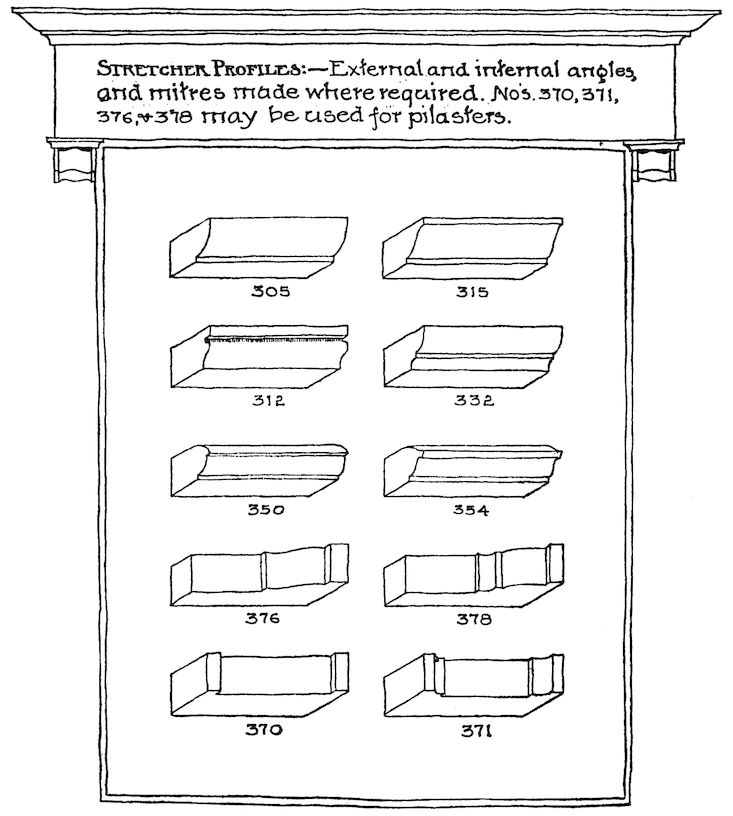 STRETCHER PROFILES:—External and internal angles,
and mitres made where required. No's. 370, 371,
376, & 378 may be used for pilasters.
305 315
312 332
350 354
376 378
370 371